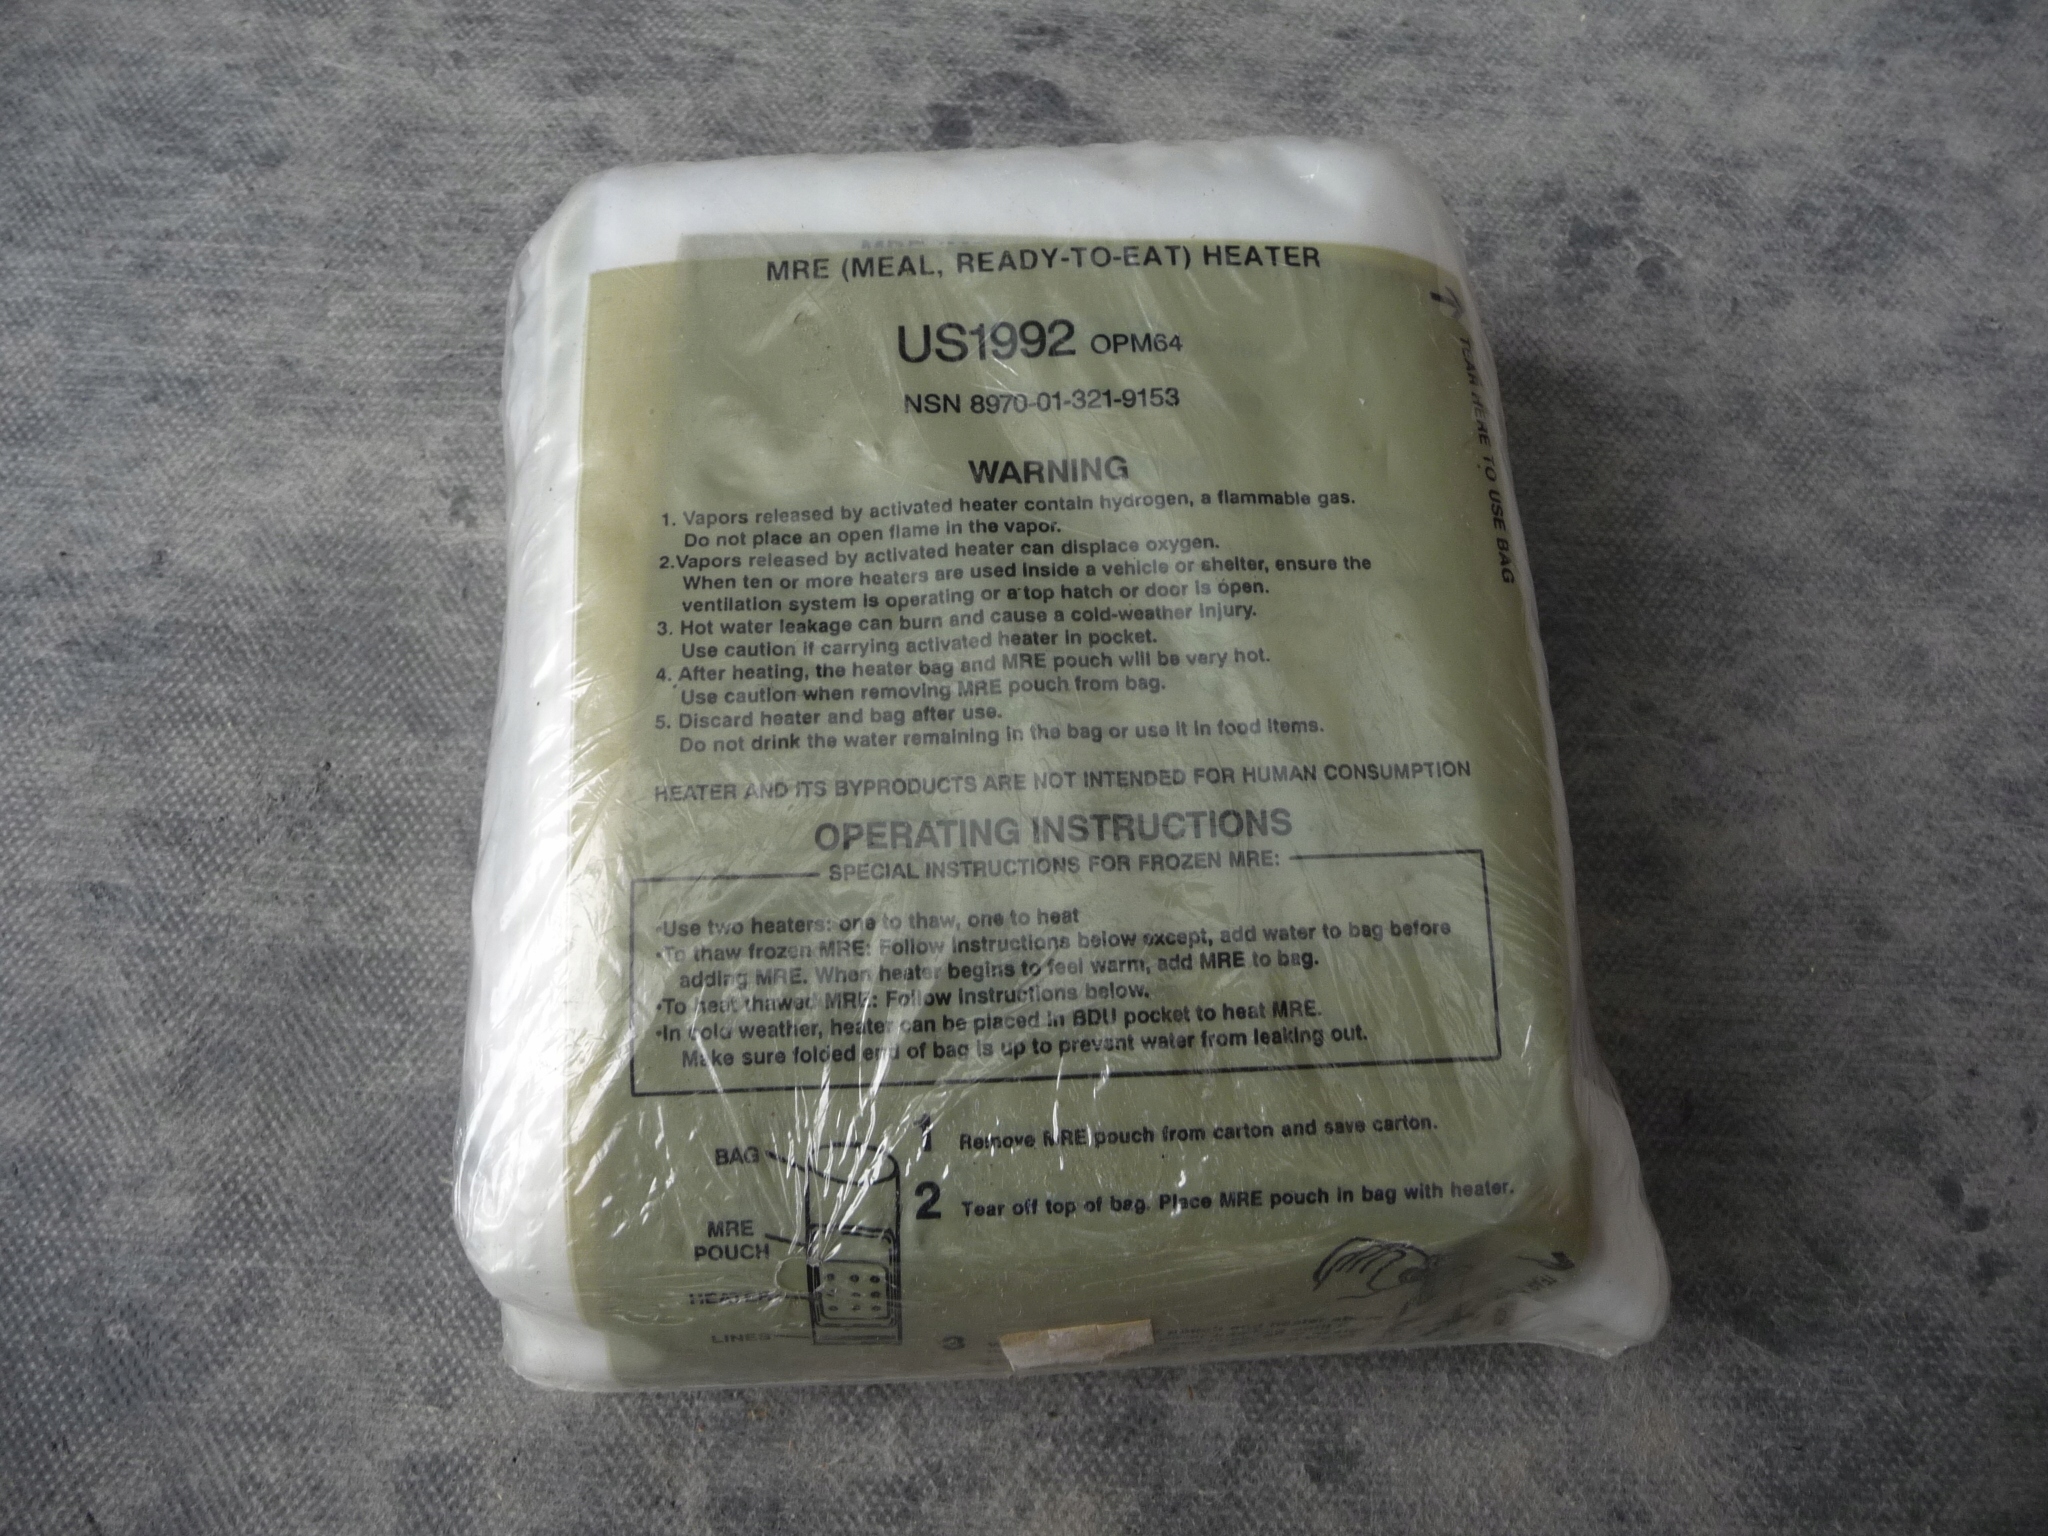 MRE (MEAL, READY-TO-EAT) HEATER
US1992 OPM64
NSN 8970-01-321-9153
TEAR HERE TO USE BAG
WARNING
1. Vapors released by activated heater contain hydrogen, a flammable gas.
Do not place an open flame in the vapor.
2.Vapors released by activated heater can displace oxygen.
When ten or more heaters are used inside a vehicle or shelter, ensure the
ventilation system is operating or a top hatch or door is open.
3. Hot water leakage can burn and cause a cold-weather injury.
Use caution if carrying activated heater in pocket.
4. After heating, the heater bag and MRE pouch will be very hot.
Use caution when removing MRE pouch from bag.
5. Discard heater and bag after use.
Do not drink the water remaining in the bag or use it in food items.
HEATER AND ITS BYPRODUCTS ARE NOT INTENDED FOR HUMAN CONSUMPTION
OPERATING INSTRUCTIONS
SPECIAL INSTRUCTIONS FOR FROZEN MRE:
•Use two heaters: one to thaw, one to heat
•To thaw frozen MRE: Follow instructions below except, add water to bag before
adding MRE. When heater begins to feel warm, add MRE to bag.
•To heat thawed MRE: Follow instructions below.
•In cold weather, heater can be placed in BDU pocket to heat MRE.
Make sure folded end of bag is up to prevent water from leaking out.
1 Remove MRE pouch from carton and save carton.
BAG
2 Tear off top of bag. Place MRE pouch in bag with heater.
MRE
POUCH
HEATER
LINES
3